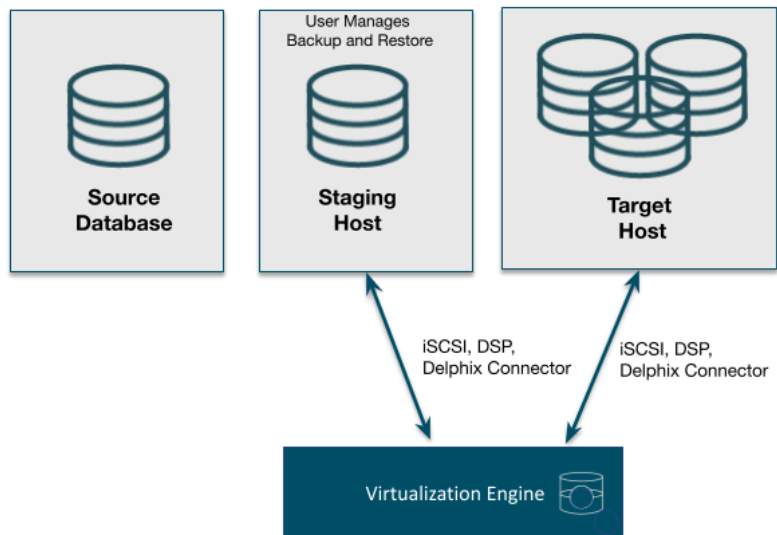 User Manages
Backup and Restore
Source
Database
Staging
Host
Target
Host
iSCSI, DSP,
Delphix Connector
iSCSI, DSP,
Delphix Connector
Virtualization Engine